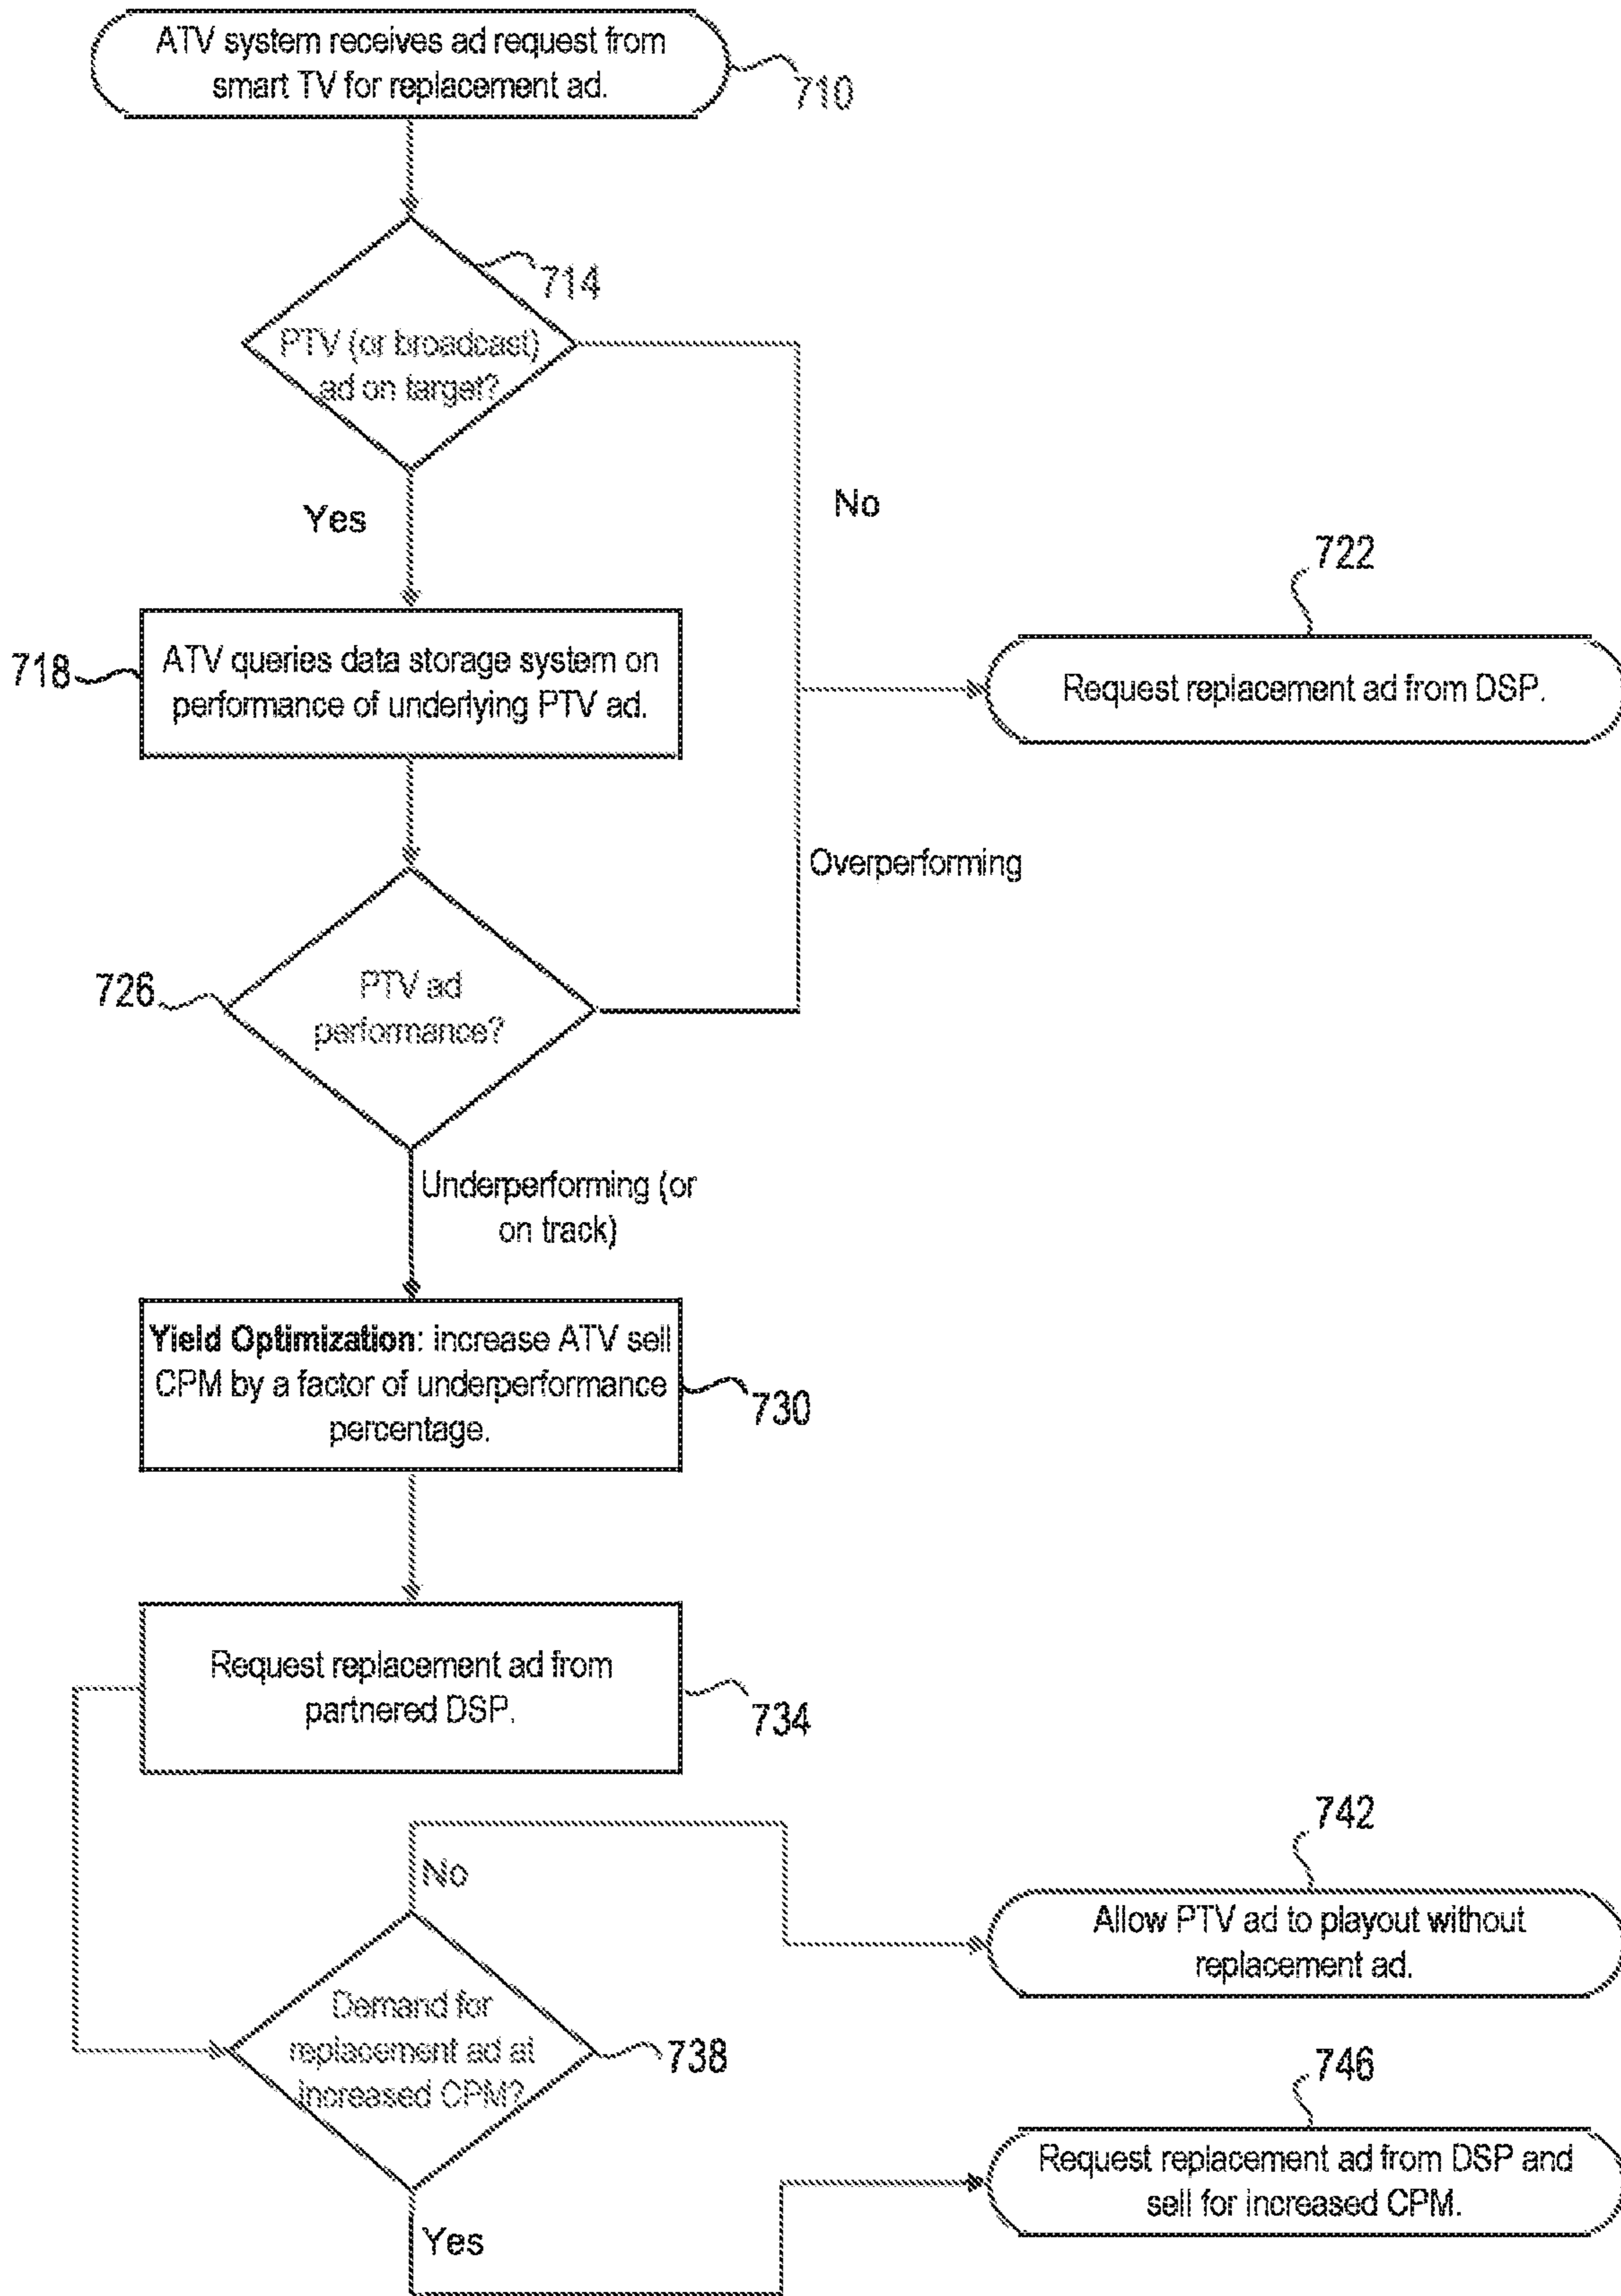 ATV system receives ad request from
smart TV for replacement ad.
710
714
PTV (or broadcast)
ad on target?
Yes
No
722
718
ATV queries data storage system on
performance of underlying PTV ad.
Request replacement ad from DSP.
Overperforming
726
PTV ad
performance?
Underperforming (or
on track)
Yield Optimization: increase ATV sell
CPM by a factor of underperformance
percentage.
730
Request replacement ad from
partnered DSP.
734
742
No
Allow PTV ad to playout without
replacement ad.
Demand for
replacement ad at
increased CPM?
738
746
Request replacement ad from DSP and
sell for increased CPM.
Yes